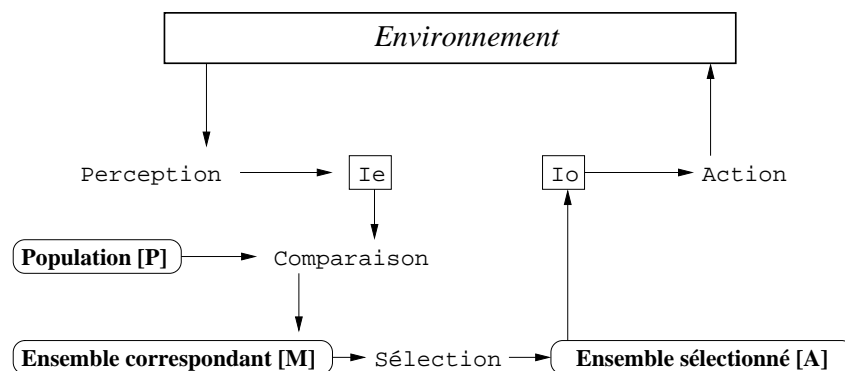 Environnement
Perception
Ie
Io
Action
Population [P]
Comparaison
Ensemble correspondant [M]
Sélection
Ensemble sélectionné [A]